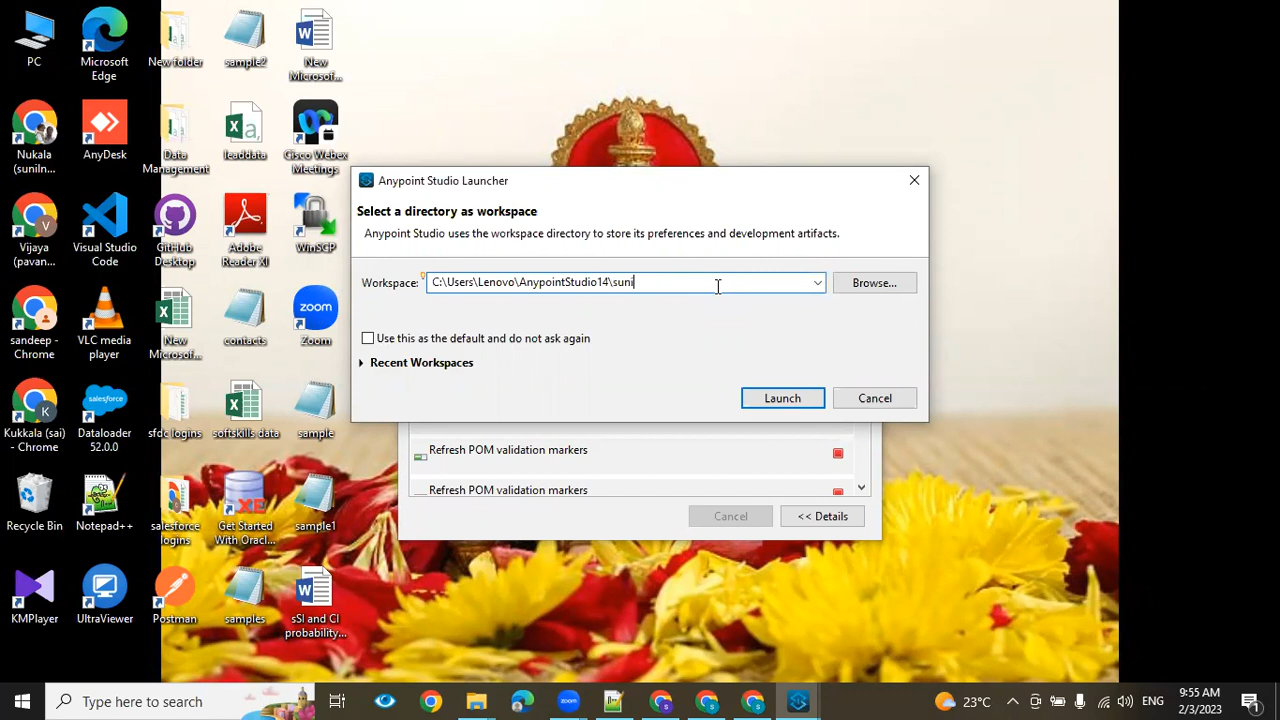 PC
Microsoft
Edge
New folder
sample2
New
Microsof...
Nukala
(suniln...
AnyDesk
Data
Management
leaddata
Cisco Webex
Meetings
Vijaya
(pavan...
Visual Studio
Code
GitHub
Desktop
Adobe
Reader XI
WinSCP
sandeep -
Chrome
VLC media
player
New
Microsof...
contacts
Zoom
zoom
Kukkala (sai)
- Chrome
salesforce
Dataloader
52.0.0
sfdc logins
softskills data
sample
Recycle Bin
Notepad++
salesforce
logins
Get Started
With Oracl...
sample1
KMPlayer
UltraViewer
Postman
samples
sSI and CI
probability...
Anypoint Studio Launcher
Select a directory as workspace
Anypoint Studio uses the workspace directory to store its preferences and development artifacts.
Workspace: C:\Users\Lenovo\AnypointStudio14\suni
Browse...
Use this as the default and do not ask again
Recent Workspaces
Launch
Cancel
Refresh POM validation markers
Refresh POM validation markers
Cancel
<< Details
Type here to search
zoom
23°C
ENG
9:55 AM
2/3/2023
1